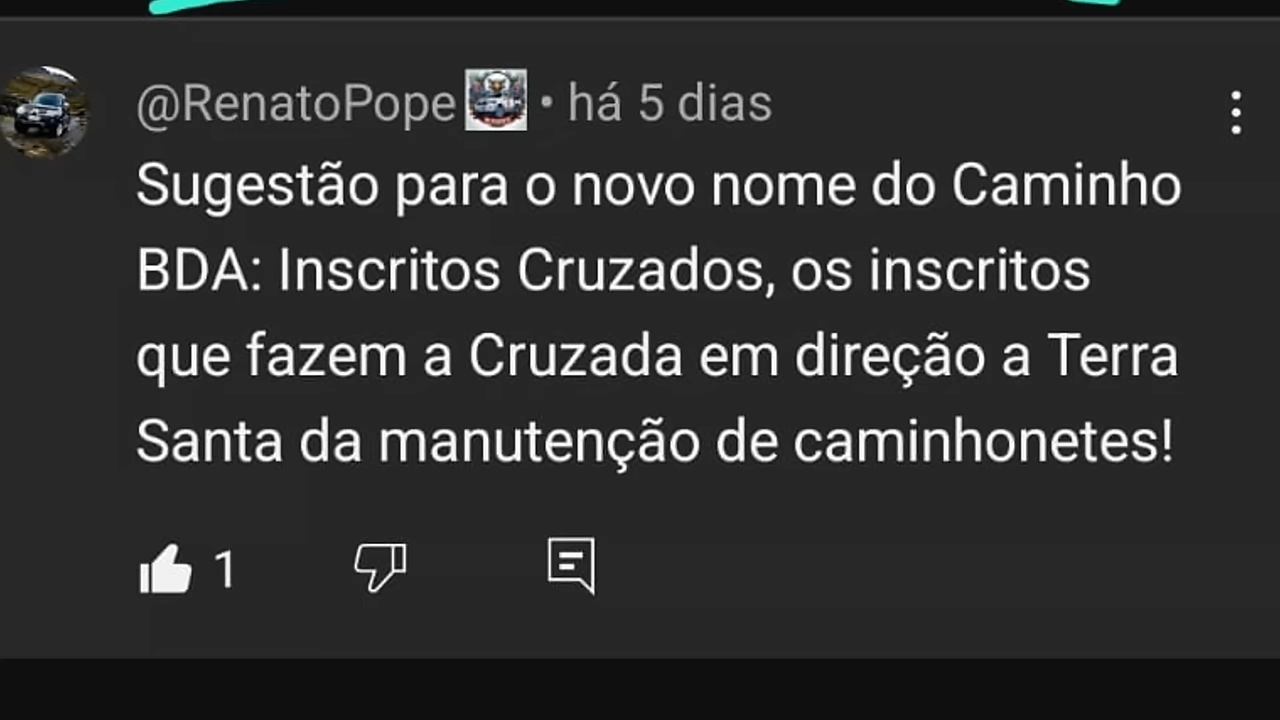 @RenatoPope • há 5 dias
Sugestão para o novo nome do Caminho
BDA: Inscritos Cruzados, os inscritos
que fazem a Cruzada em direção a Terra
Santa da manutenção de caminhonetes!
1